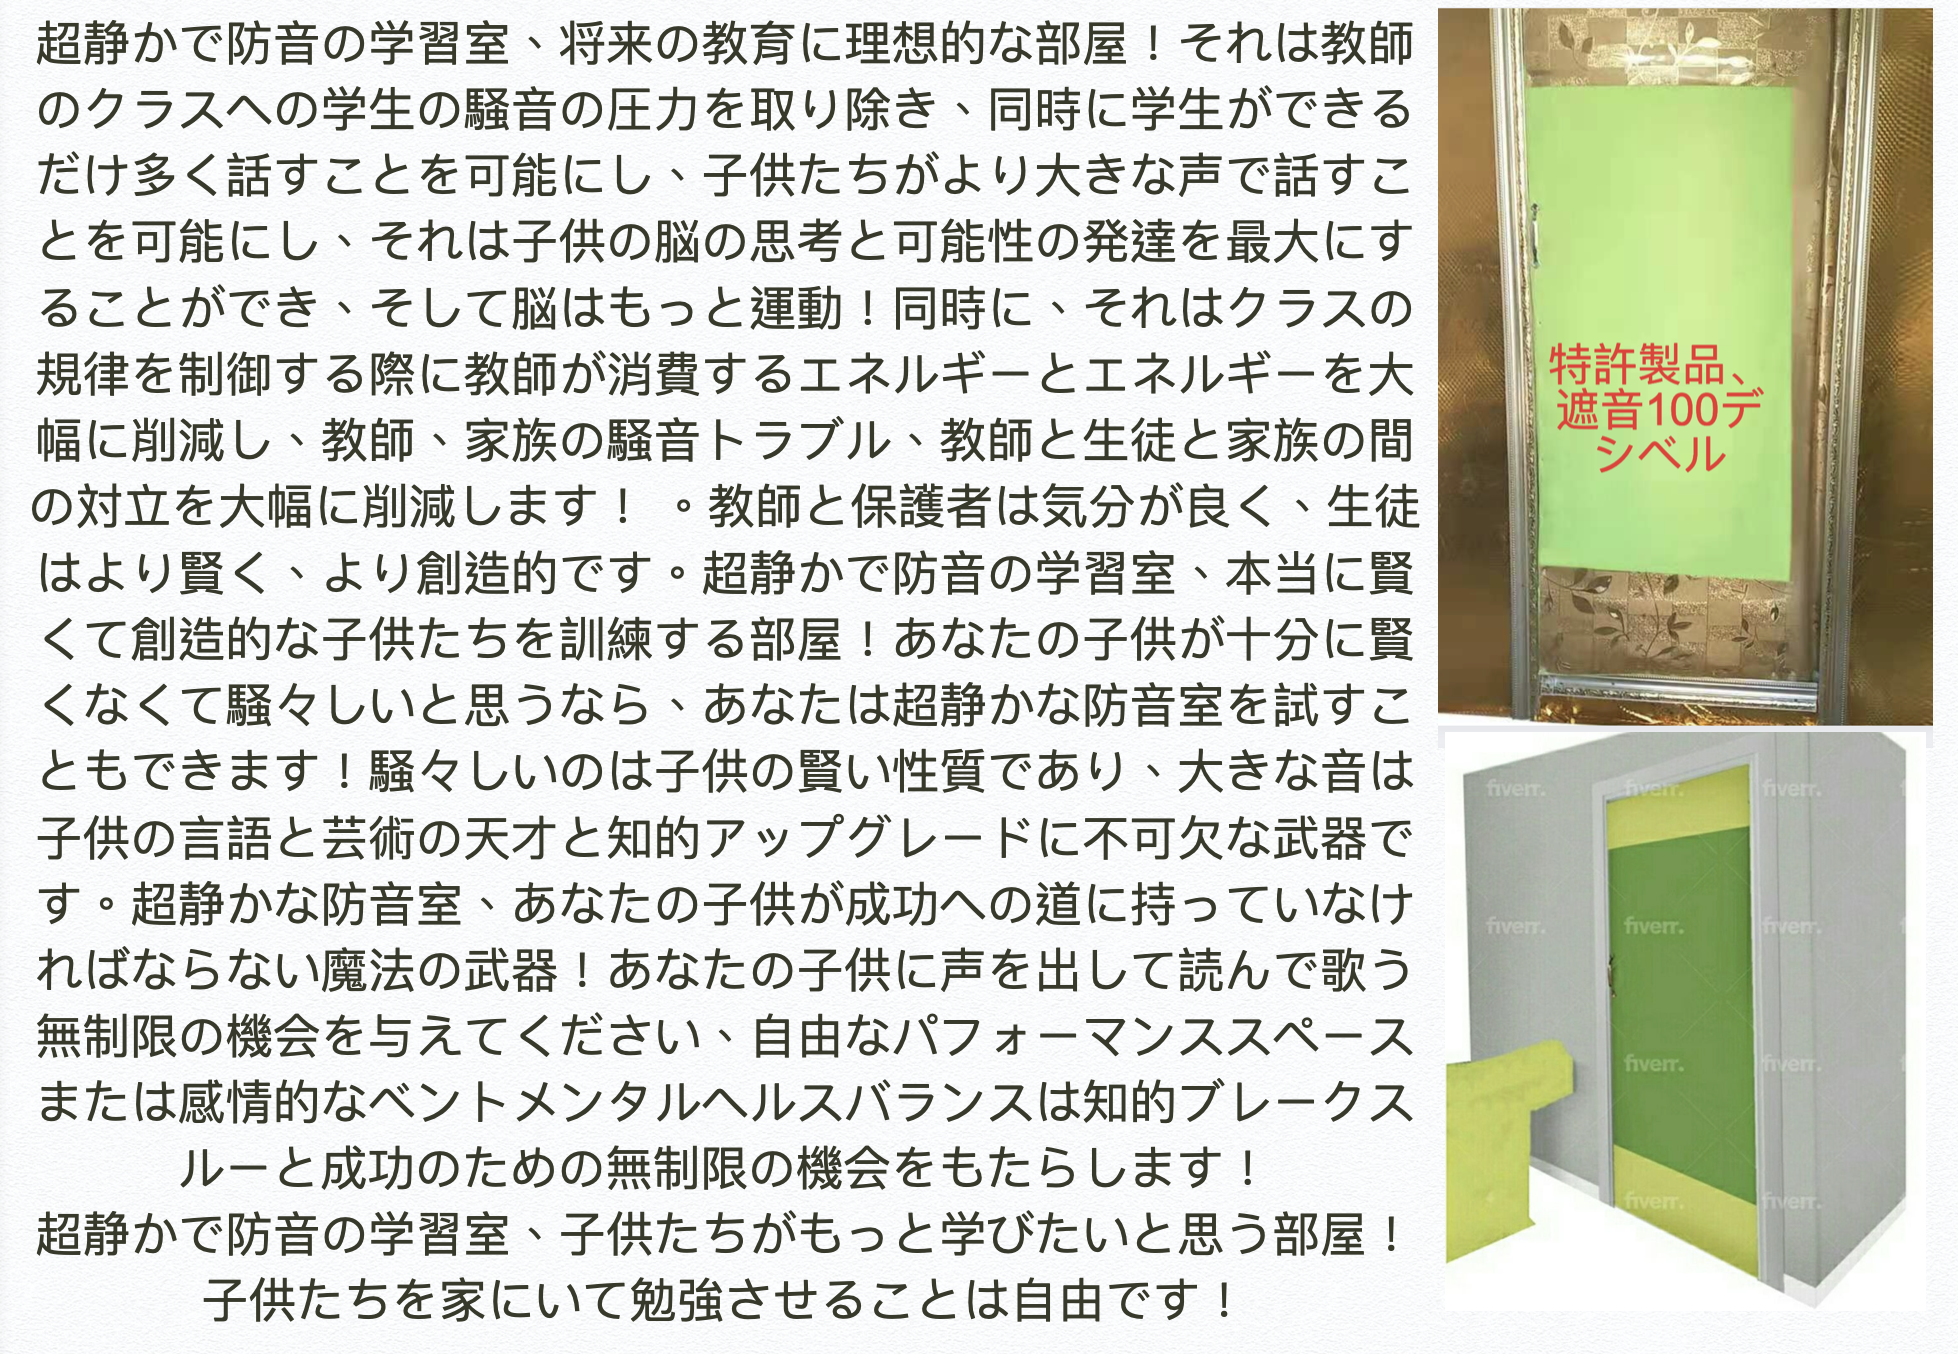 超静かで防音の学習室、将来の教育に理想的な部屋！それは教師
のクラスへの学生の騒音の圧力を取り除き、同時に学生ができる
だけ多く話すことを可能にし、子供たちがより大きな声で話すこ
とを可能にし、それは子供の脳の思考と可能性の発達を最大にす
ることができ、そして脳はもっと運動！同時に、それはクラスの
規律を制御する際に教師が消費するエネルギーとエネルギーを大
幅に削減し、教師、家族の騒音トラブル、教師と生徒と家族の間
の対立を大幅に削減します！ 。教師と保護者は気分が良く、生徒
はより賢く、より創造的です。超静かで防音の学習室、本当に賢
くて創造的な子供たちを訓練する部屋！あなたの子供が十分に賢
くなくて騒々しいと思うなら、あなたは超静かな防音室を試すこ
ともできます！騒々しいのは子供の賢い性質であり、大きな音は
子供の言語と芸術の天才と知的アップグレードに不可欠な武器で
す。超静かな防音室、あなたの子供が成功への道に持っていなけ
ればならない魔法の武器！あなたの子供に声を出して読んで歌う
無制限の機会を与えてください、自由なパフォーマンススペース
または感情的なベントメンタルヘルスバランスは知的ブレークス
ルーと成功のための無制限の機会をもたらします！
超静かで防音の学習室、子供たちがもっと学びたいと思う部屋！
子供たちを家にいて勉強させることは自由です！
特許製品、
遮音100デ
シベル
fiverr. fiverr. fiverr.
fiverr. fiverr. fiverr.
fiverr. fiverr.
fiverr. fiverr.